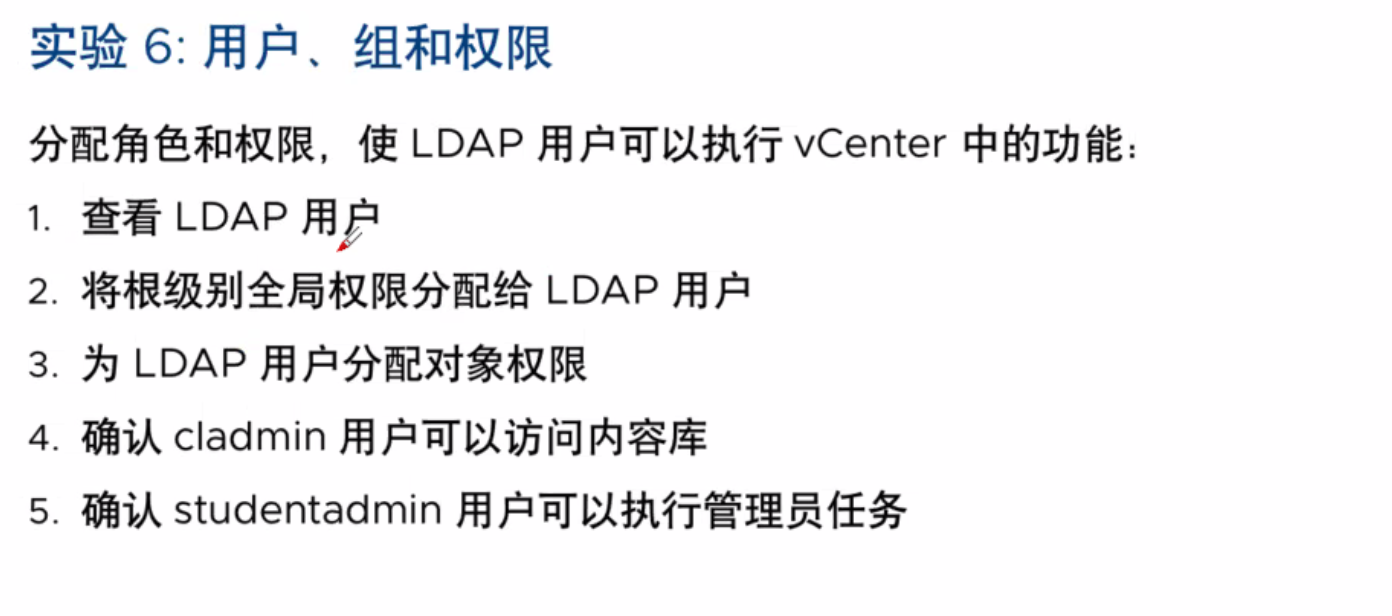 实验 6: 用户、组和权限
分配角色和权限，使 LDAP 用户可以执行 vCenter 中的功能：
1. 查看 LDAP 用户
2. 将根级别全局权限分配给 LDAP 用户
3. 为 LDAP 用户分配对象权限
4. 确认 cladmin 用户可以访问内容库
5. 确认 studentadmin 用户可以执行管理员任务